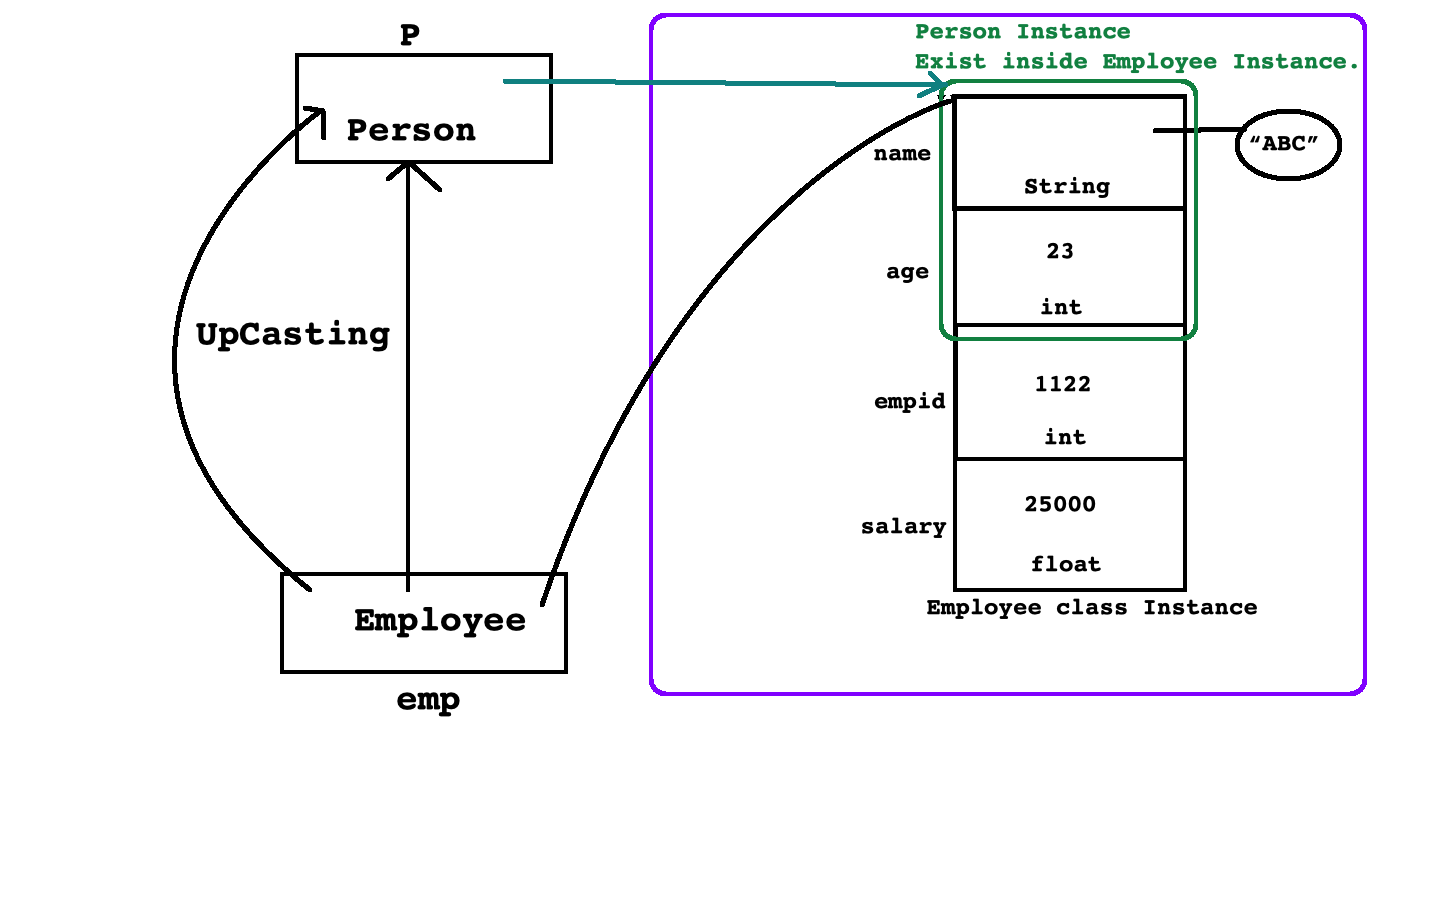 P
Person
UpCasting
Employee
emp
Person Instance
Exist inside Employee Instance.
name
String
“ABC”
age
23
int
empid
1122
int
salary
25000
float
Employee class Instance